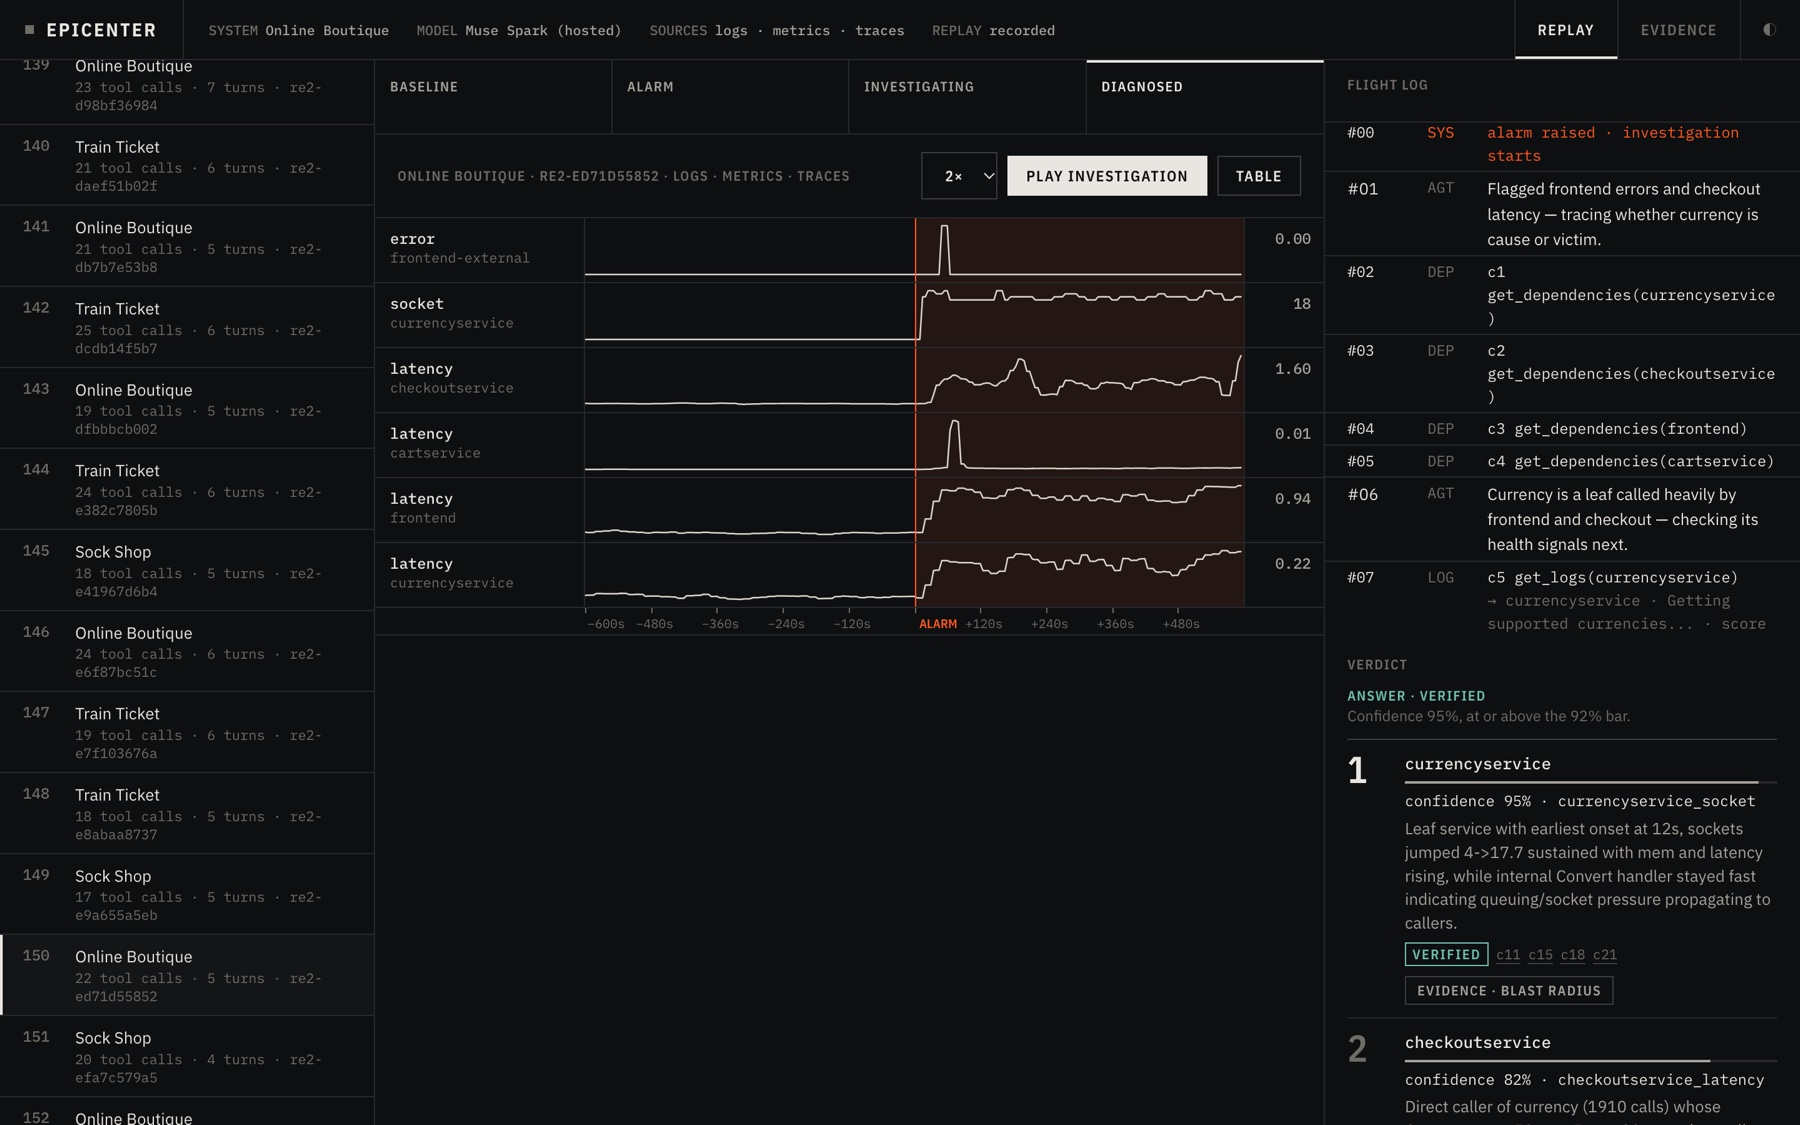 EPICENTER
SYSTEM Online Boutique
MODEL Muse Spark (hosted)
SOURCES logs · metrics · traces
REPLAY recorded
REPLAY
EVIDENCE
139 Online Boutique
23 tool calls · 7 turns · re2-
d98bf36984
140 Train Ticket
21 tool calls · 6 turns · re2-
daef51b02f
141 Online Boutique
21 tool calls · 5 turns · re2-
db7b7e53b8
142 Train Ticket
25 tool calls · 6 turns · re2-
dcdb14f5b7
143 Online Boutique
19 tool calls · 5 turns · re2-
dfbbbcb002
144 Train Ticket
24 tool calls · 6 turns · re2-
e382c7805b
145 Sock Shop
18 tool calls · 5 turns · re2-
e41967d6b4
146 Online Boutique
24 tool calls · 6 turns · re2-
e6f87bc51c
147 Train Ticket
19 tool calls · 6 turns · re2-
e7f103676a
148 Train Ticket
18 tool calls · 5 turns · re2-
e8abaa8737
149 Sock Shop
17 tool calls · 5 turns · re2-
e9a655a5eb
150 Online Boutique
22 tool calls · 5 turns · re2-
ed71d55852
151 Sock Shop
20 tool calls · 4 turns · re2-
efa7c579a5
152 Online Boutique
BASELINE
ALARM
INVESTIGATING
DIAGNOSED
ONLINE BOUTIQUE · RE2-ED71D55852 · LOGS · METRICS · TRACES
2×
PLAY INVESTIGATION
TABLE
error
frontend-external
0.00
socket
currencyservice
18
latency
checkoutservice
1.60
latency
cartservice
0.01
latency
frontend
0.94
latency
currencyservice
0.22
−600s −480s −360s −240s −120s ALARM +120s +240s +360s +480s
FLIGHT LOG
#00 SYS alarm raised · investigation
starts
#01 AGT Flagged frontend errors and checkout
latency — tracing whether currency is
cause or victim.
#02 DEP c1
get_dependencies(currencyservice
)
#03 DEP c2
get_dependencies(checkoutservice
)
#04 DEP c3 get_dependencies(frontend)
#05 DEP c4 get_dependencies(cartservice)
#06 AGT Currency is a leaf called heavily by
frontend and checkout — checking its
health signals next.
#07 LOG c5 get_logs(currencyservice)
→ currencyservice · Getting
supported currencies... · score
VERDICT
ANSWER · VERIFIED
Confidence 95%, at or above the 92% bar.
1 currencyservice
confidence 95% · currencyservice_socket
Leaf service with earliest onset at 12s, sockets
jumped 4->17.7 sustained with mem and latency
rising, while internal Convert handler stayed fast
indicating queuing/socket pressure propagating to
callers.
VERIFIED c11 c15 c18 c21
EVIDENCE · BLAST RADIUS
2 checkoutservice
confidence 82% · checkoutservice_latency
Direct caller of currency (1910 calls) whose